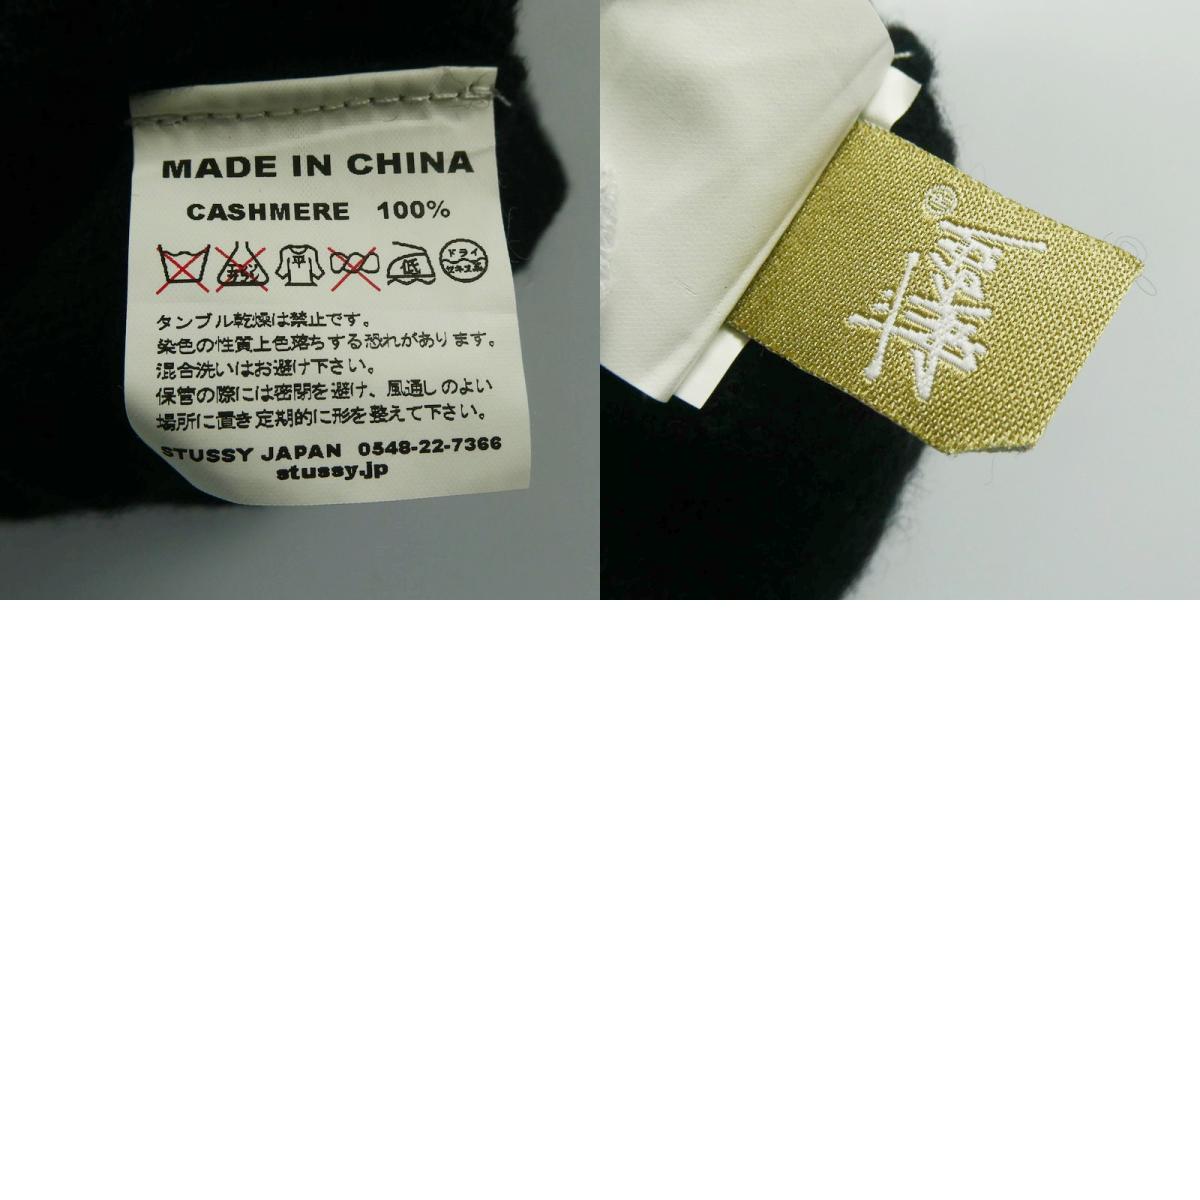 MADE IN CHINA
CASHMERE 100%
平 低 ドライ
タンブル乾燥は禁止です。
染色の性質上色落ちする恐れがあります。
混合洗いはお避け下さい。
保管の際には密閉を避け、風通しのよい
場所に置き定期的に形を整えて下さい。
STUSSY JAPAN 0548-22-7366
stussy.jp
Stüssy